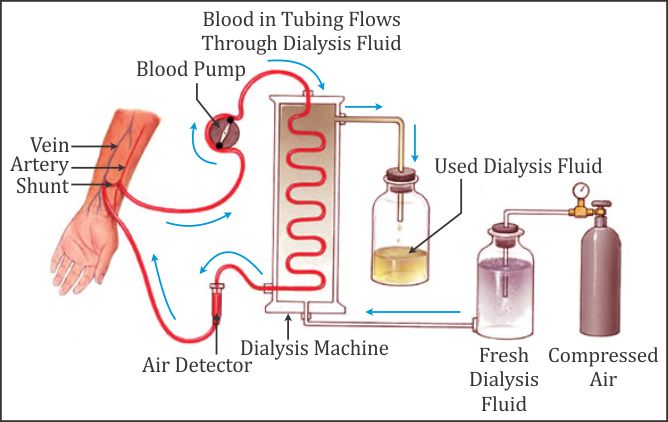 Blood in Tubing Flows
Through Dialysis Fluid
Blood Pump
Vein
Artery
Shunt
Used Dialysis Fluid
Air Detector
Dialysis Machine
Fresh
Dialysis
Fluid
Compressed
Air